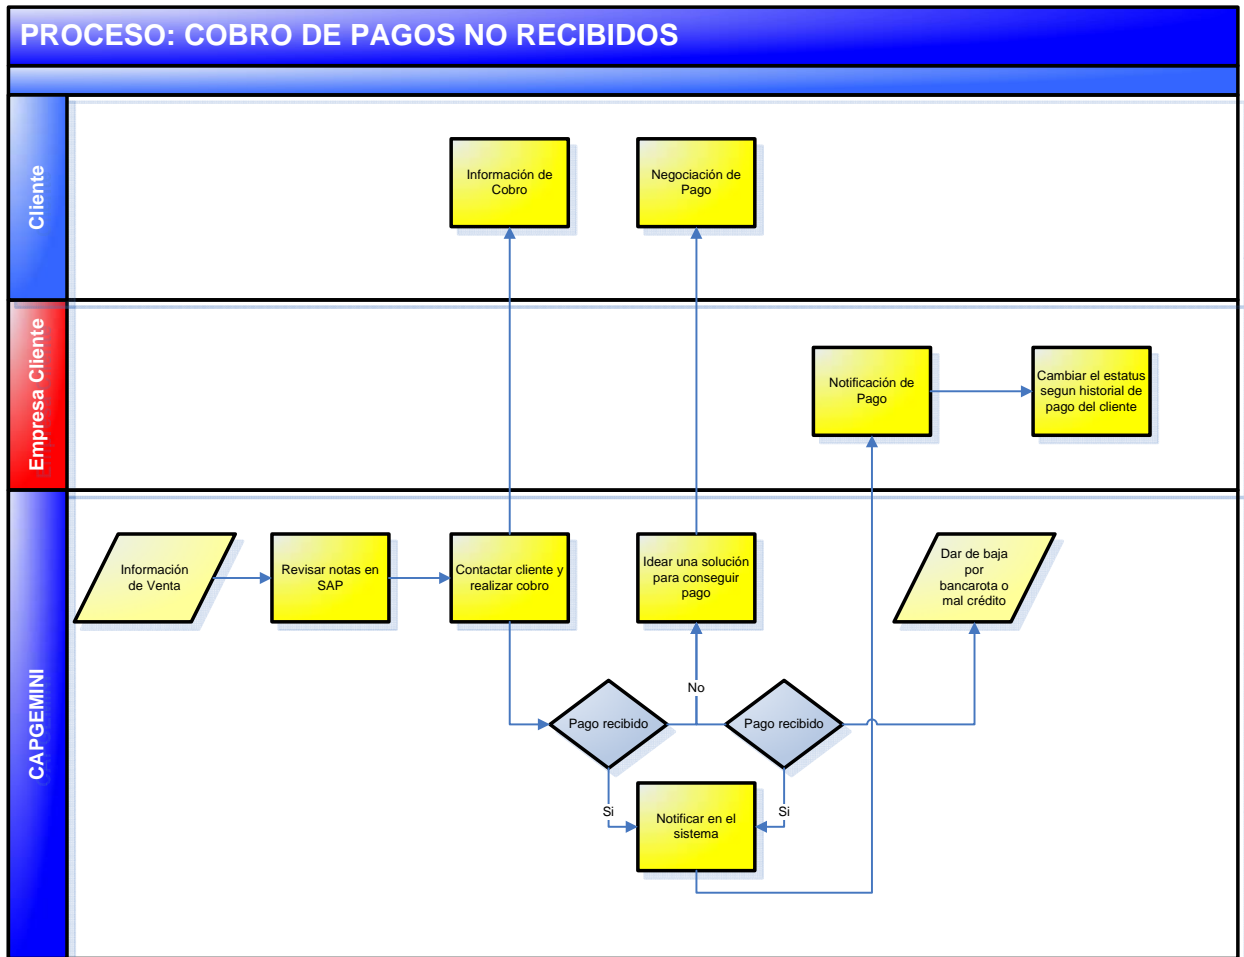 PROCESO: COBRO DE PAGOS NO RECIBIDOS
Cliente
Información de
Cobro
Negociación de
Pago
Empresa Cliente
Notificación de
Pago
Cambiar el estatus
segun historial de
pago del cliente
CAPGEMINI
Información
de Venta
Revisar notas en
SAP
Contactar cliente y
realizar cobro
Idear una solución
para conseguir
pago
Dar de baja
por
bancarota o
mal crédito
No
Pago recibido
Pago recibido
Si
Si
Notificar en el
sistema